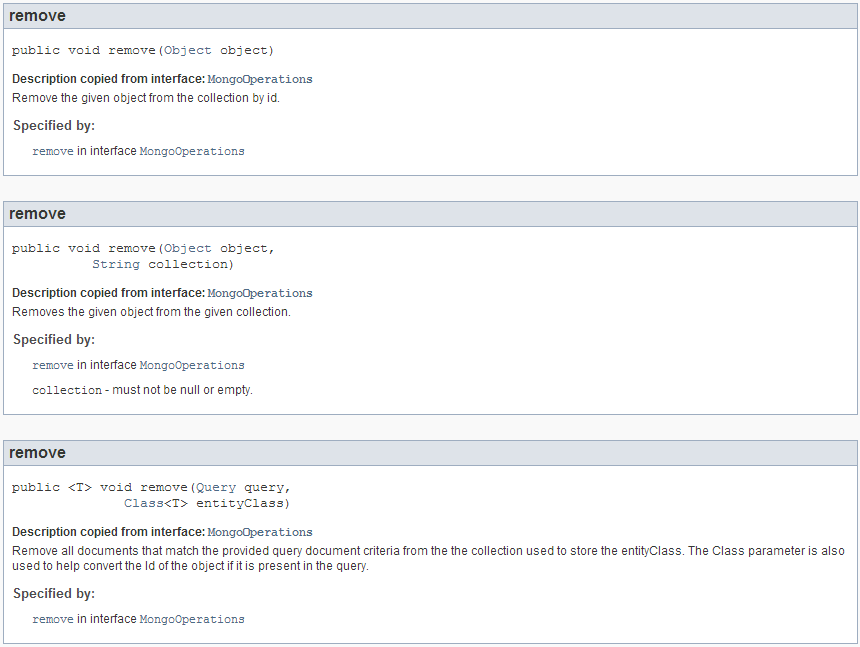 remove
public void remove(Object object)
Description copied from interface: MongoOperations
Remove the given object from the collection by id.
Specified by:
remove in interface MongoOperations
remove
public void remove(Object object,
String collection)
Description copied from interface: MongoOperations
Removes the given object from the given collection.
Specified by:
remove in interface MongoOperations
collection - must not be null or empty.
remove
public <T> void remove(Query query,
Class<T> entityClass)
Description copied from interface: MongoOperations
Remove all documents that match the provided query document criteria from the the collection used to store the entityClass. The Class parameter is also
used to help convert the Id of the object if it is present in the query.
Specified by:
remove in interface MongoOperations